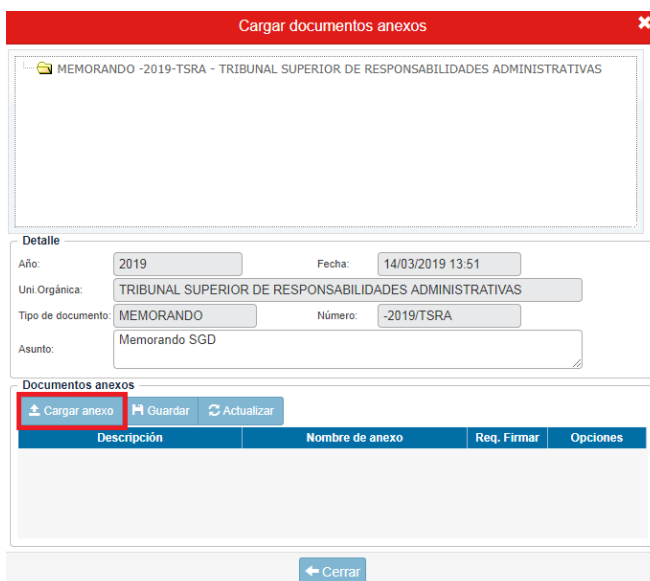 Cargar documentos anexos
MEMORANDO -2019-TSRA - TRIBUNAL SUPERIOR DE RESPONSABILIDADES ADMINISTRATIVAS
Detalle
Año: 2019 Fecha: 14/03/2019 13:51
Uni.Orgánica: TRIBUNAL SUPERIOR DE RESPONSABILIDADES ADMINISTRATIVAS
Tipo de documento: MEMORANDO Número: -2019/TSRA
Asunto: Memorando SGD
Documentos anexos
Cargar anexo Guardar Actualizar
Descripción Nombre de anexo Req. Firmar Opciones
Cerrar